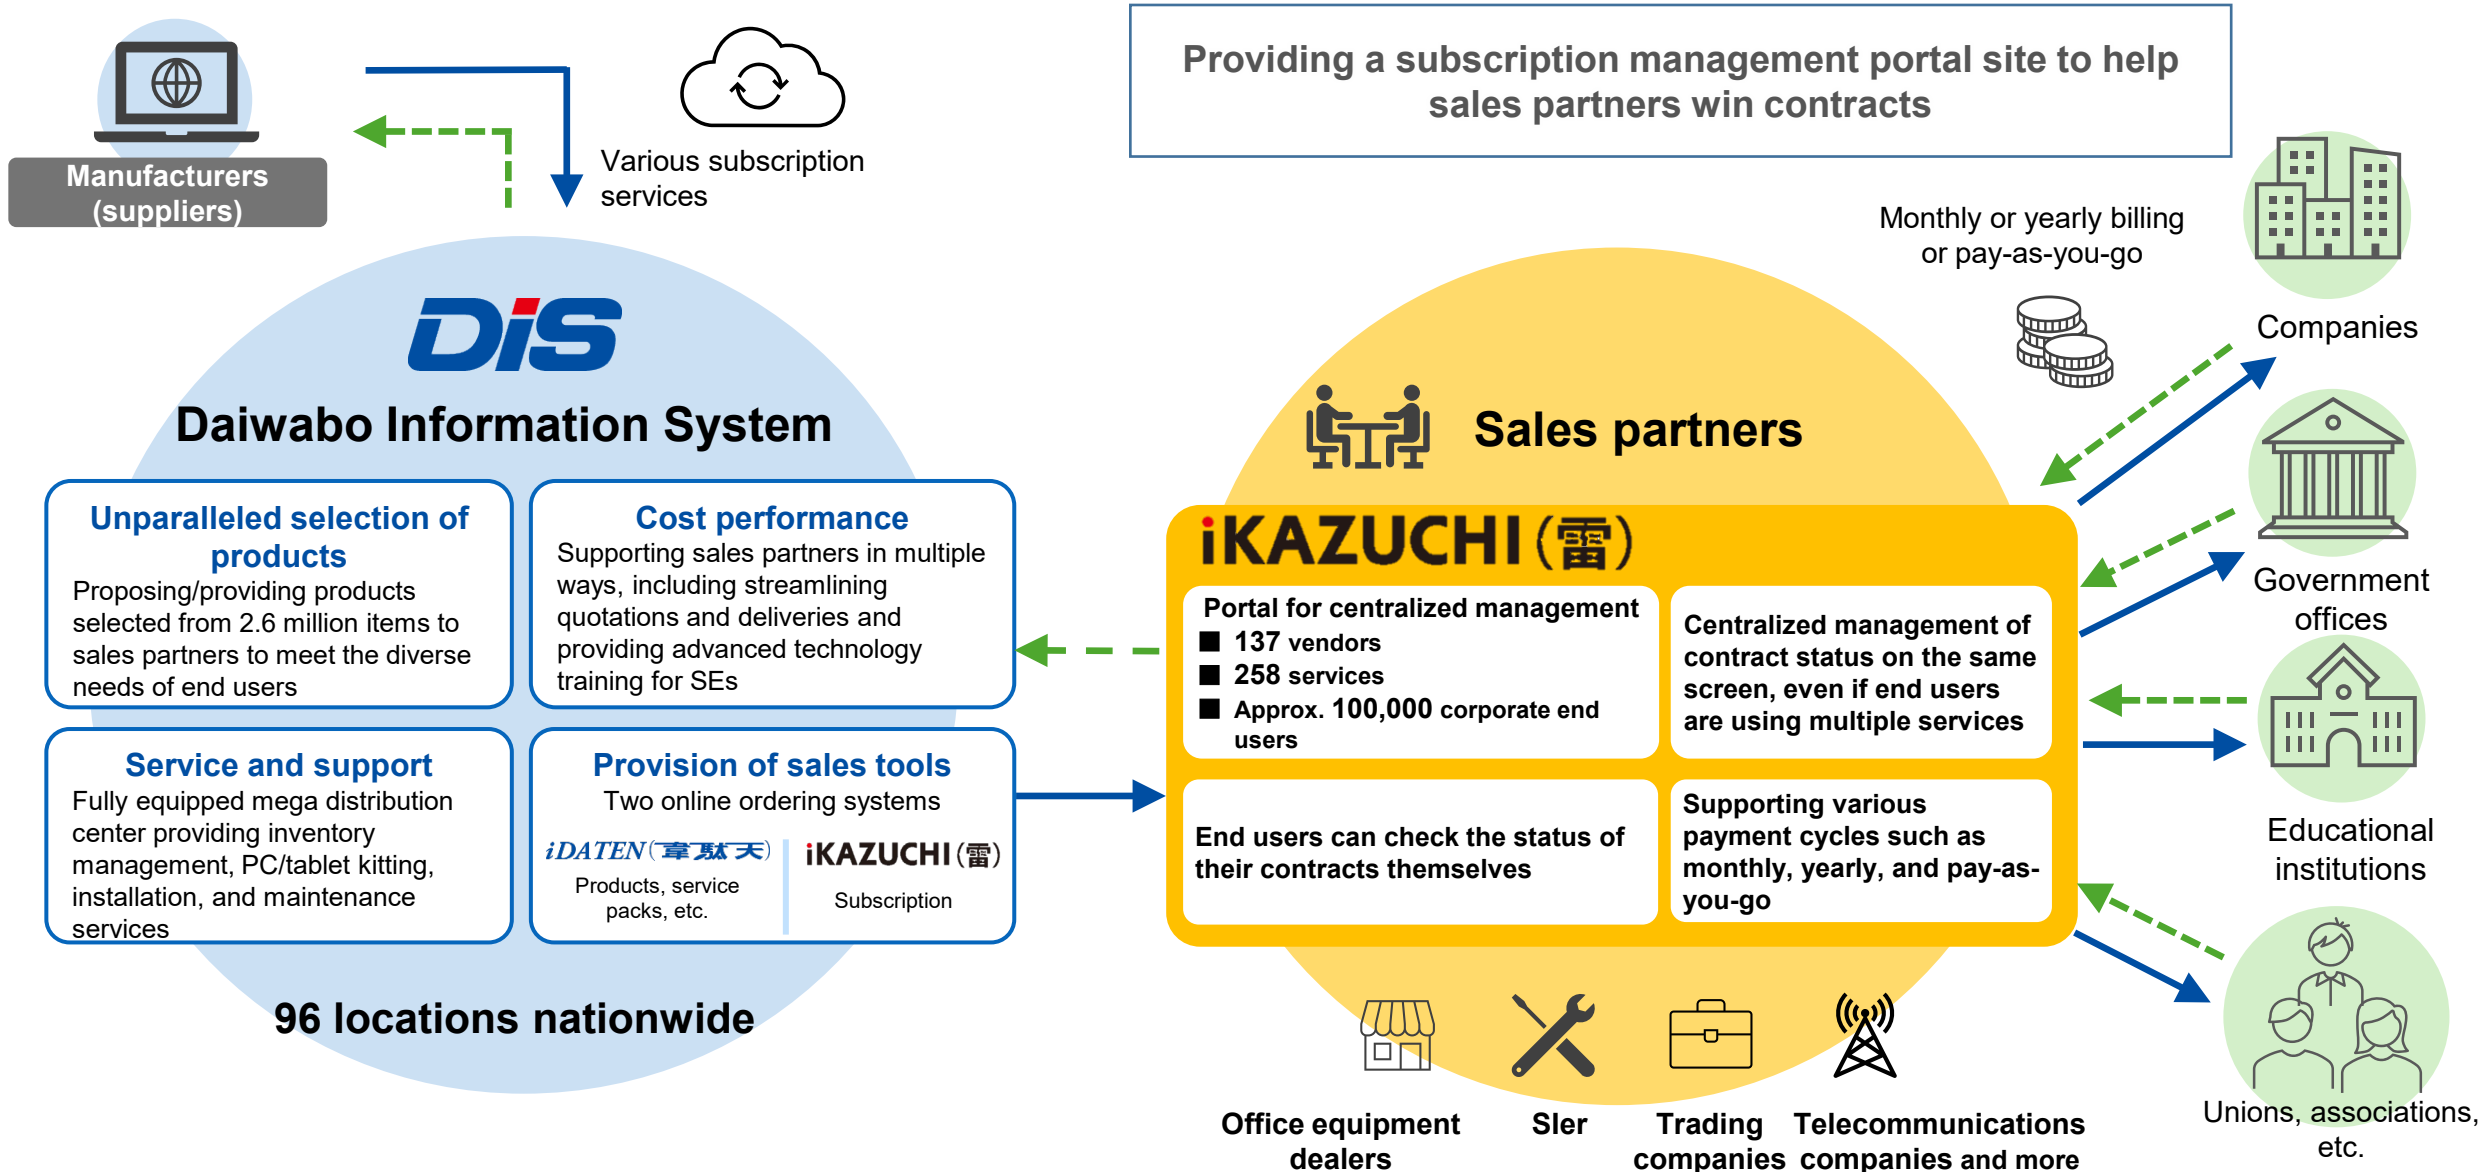 Providing a subscription management portal site to help
sales partners win contracts
Manufacturers
(suppliers)
Various subscription
services
DiS
Daiwabo Information System
Unparalleled selection of
products
Proposing/providing products
selected from 2.6 million items to
sales partners to meet the diverse
needs of end users
Cost performance
Supporting sales partners in multiple
ways, including streamlining
quotations and deliveries and
providing advanced technology
training for SEs
Service and support
Fully equipped mega distribution
center providing inventory
management, PC/tablet kitting,
installation, and maintenance
services
Provision of sales tools
Two online ordering systems
iDATEN(韋駄天)
Products, service
packs, etc.
iKAZUCHI(雷)
Subscription
96 locations nationwide
Sales partners
iKAZUCHI(雷)
Portal for centralized management
■ 137 vendors
■ 258 services
■ Approx. 100,000 corporate end
users
Centralized management of
contract status on the same
screen, even if end users
are using multiple services
End users can check the status of
their contracts themselves
Supporting various
payment cycles such as
monthly, yearly, and pay-as-
you-go
Office equipment
dealers
SIer
Trading
companies
Telecommunications
companies and more
Monthly or yearly billing
or pay-as-you-go
Companies
Government
offices
Educational
institutions
Unions, associations,
etc.